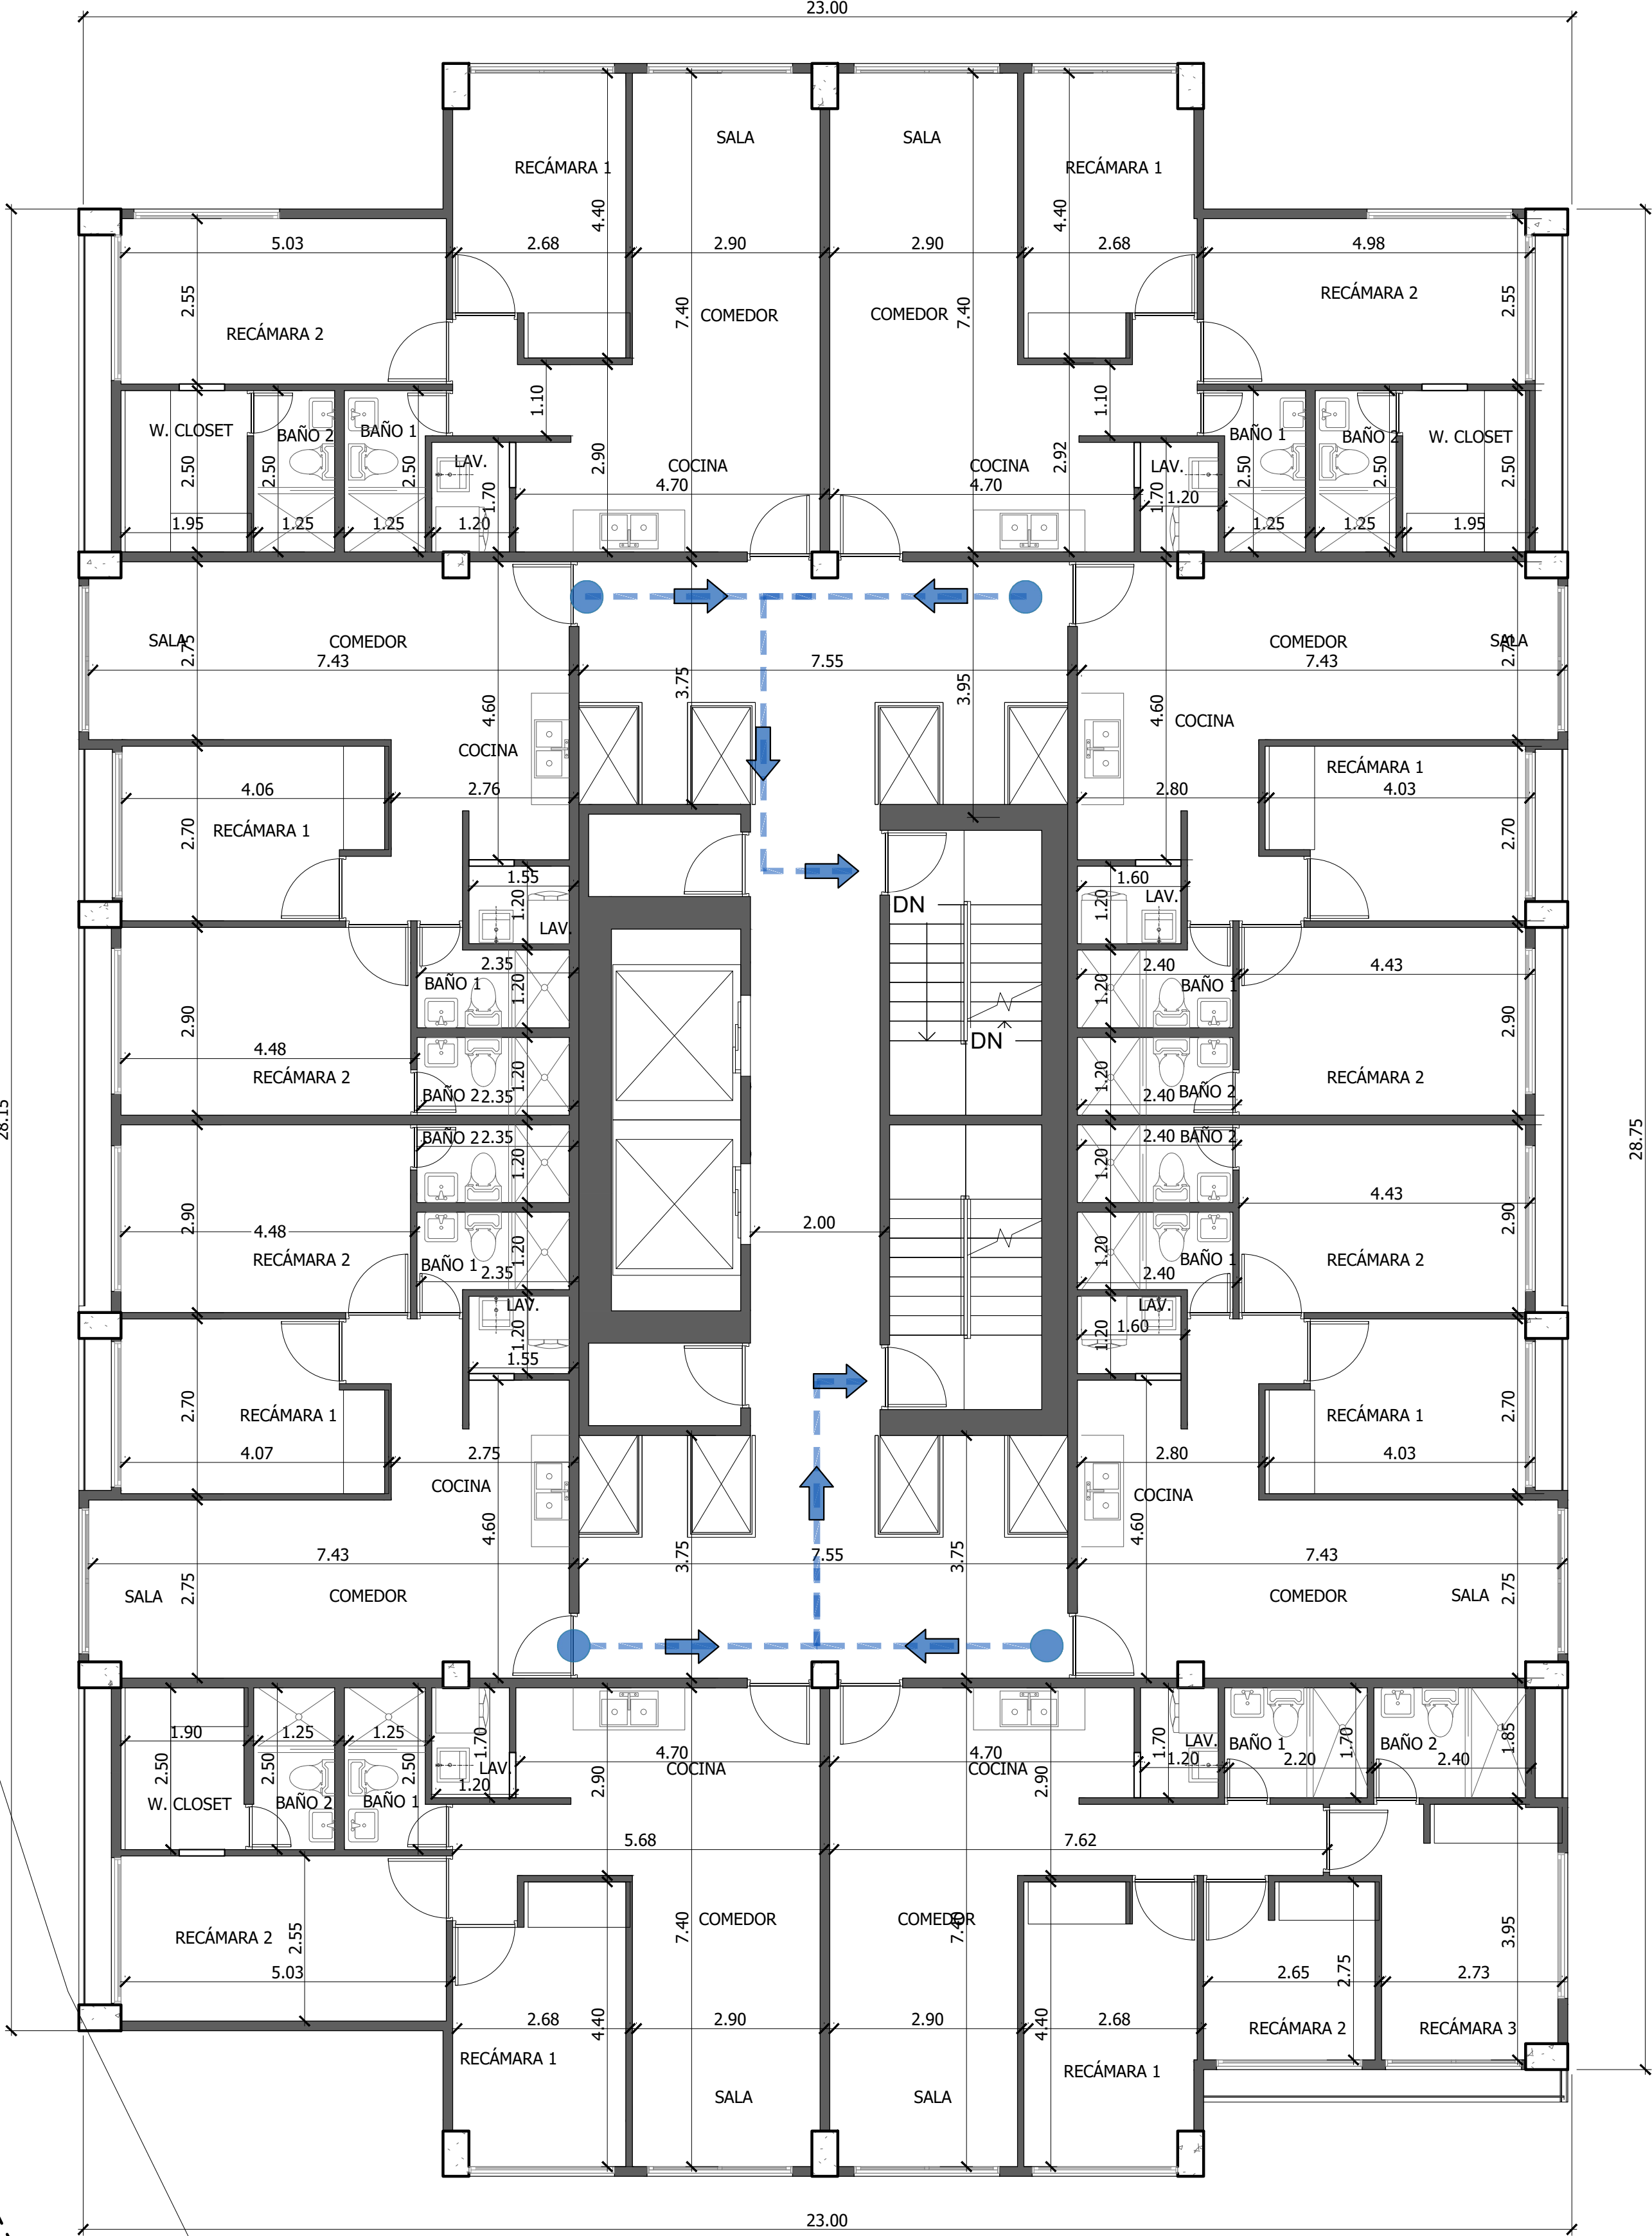 23.00
SALA
SALA
RECÁMARA 1
RECÁMARA 1
4.40
4.40
5.03
2.68
2.90
2.90
2.68
4.98
2.55
RECÁMARA 2
7.40
COMEDOR
COMEDOR
7.40
RECÁMARA 2
2.55
1.10
1.10
W. CLOSET
BAÑO 2
BAÑO 1
BAÑO 1
BAÑO 2
W. CLOSET
2.50
2.50
2.50
LAV.
1.70
2.90
COCINA
4.70
COCINA
4.70
2.92
LAV.
1.70
1.20
2.50
2.50
2.50
1.95
1.25
1.25
1.20
1.25
1.25
1.95
SALA
2.75
COMEDOR
7.43
7.55
COMEDOR
7.43
SALA
2.75
4.60
3.75
3.95
4.60
COCINA
COCINA
4.06
2.76
2.80
RECÁMARA 1
4.03
RECÁMARA 1
2.70
2.70
1.55
1.20
LAV.
DN
1.60
1.20
LAV.
2.35
BAÑO 1
1.20
2.40
1.20
BAÑO 1
4.43
2.90
2.90
4.48
RECÁMARA 2
DN
RECÁMARA 2
1.20
BAÑO 2
2.35
1.20
2.40
BAÑO 2
28.15
28.75
BAÑO 2
2.35
1.20
2.40
BAÑO 2
1.20
2.90
4.48
RECÁMARA 2
2.00
4.43
2.90
RECÁMARA 2
1.20
BAÑO 1
2.35
1.20
BAÑO 1
2.40
LAV.
1.20
1.55
LAV.
1.20
1.60
2.70
RECÁMARA 1
4.07
2.75
COCINA
2.80
RECÁMARA 1
4.03
2.70
COCINA
4.60
4.60
7.43
3.75
7.55
3.75
7.43
SALA
2.75
COMEDOR
COMEDOR
SALA
2.75
1.90
1.25
1.25
1.70
LAV.
1.20
4.70
COCINA
4.70
COCINA
1.70
LAV.
1.20
BAÑO 1
2.20
1.70
BAÑO 2
2.40
1.85
2.50
2.50
2.50
2.90
2.90
W. CLOSET
BAÑO 2
BAÑO 1
5.68
7.62
RECÁMARA 2
2.55
5.03
7.40
COMEDOR
COMEDOR
7.40
2.75
3.95
2.65
2.73
2.68
4.40
2.90
2.90
4.40
2.68
RECÁMARA 2
RECÁMARA 3
RECÁMARA 1
RECÁMARA 1
SALA
SALA
23.00